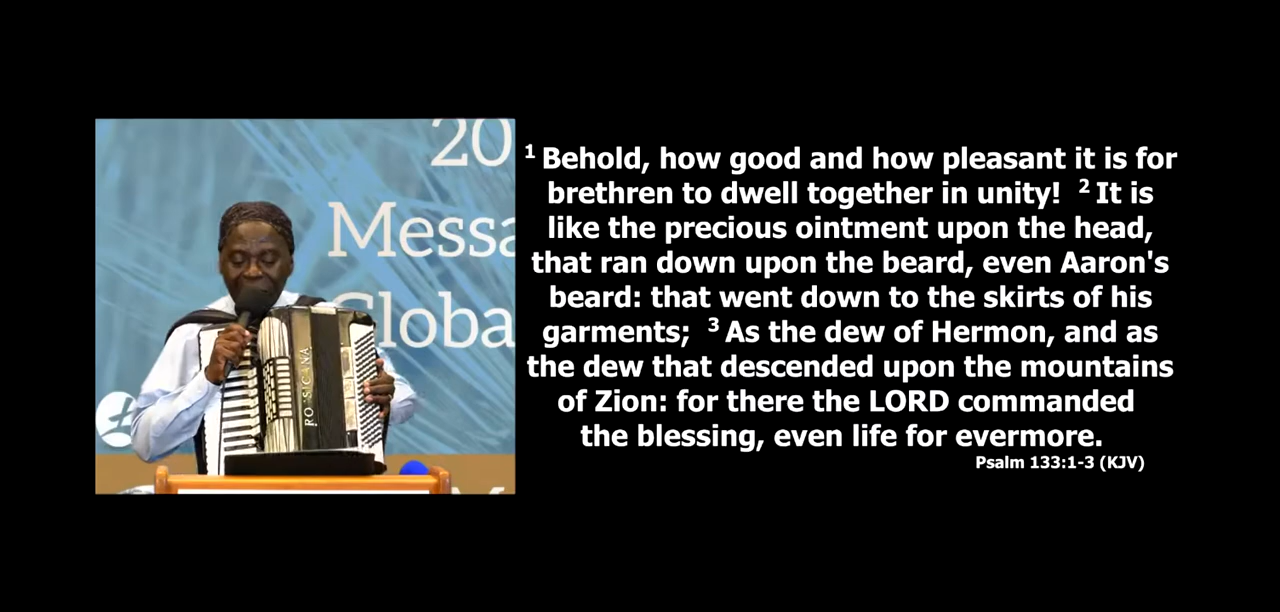 20
Messa
Globa
ROSSICANA
1 Behold, how good and how pleasant it is for
brethren to dwell together in unity!  2 It is
like the precious ointment upon the head,
that ran down upon the beard, even Aaron's
beard: that went down to the skirts of his
garments;  3 As the dew of Hermon, and as
the dew that descended upon the mountains
of Zion: for there the LORD commanded
the blessing, even life for evermore.
Psalm 133:1-3 (KJV)